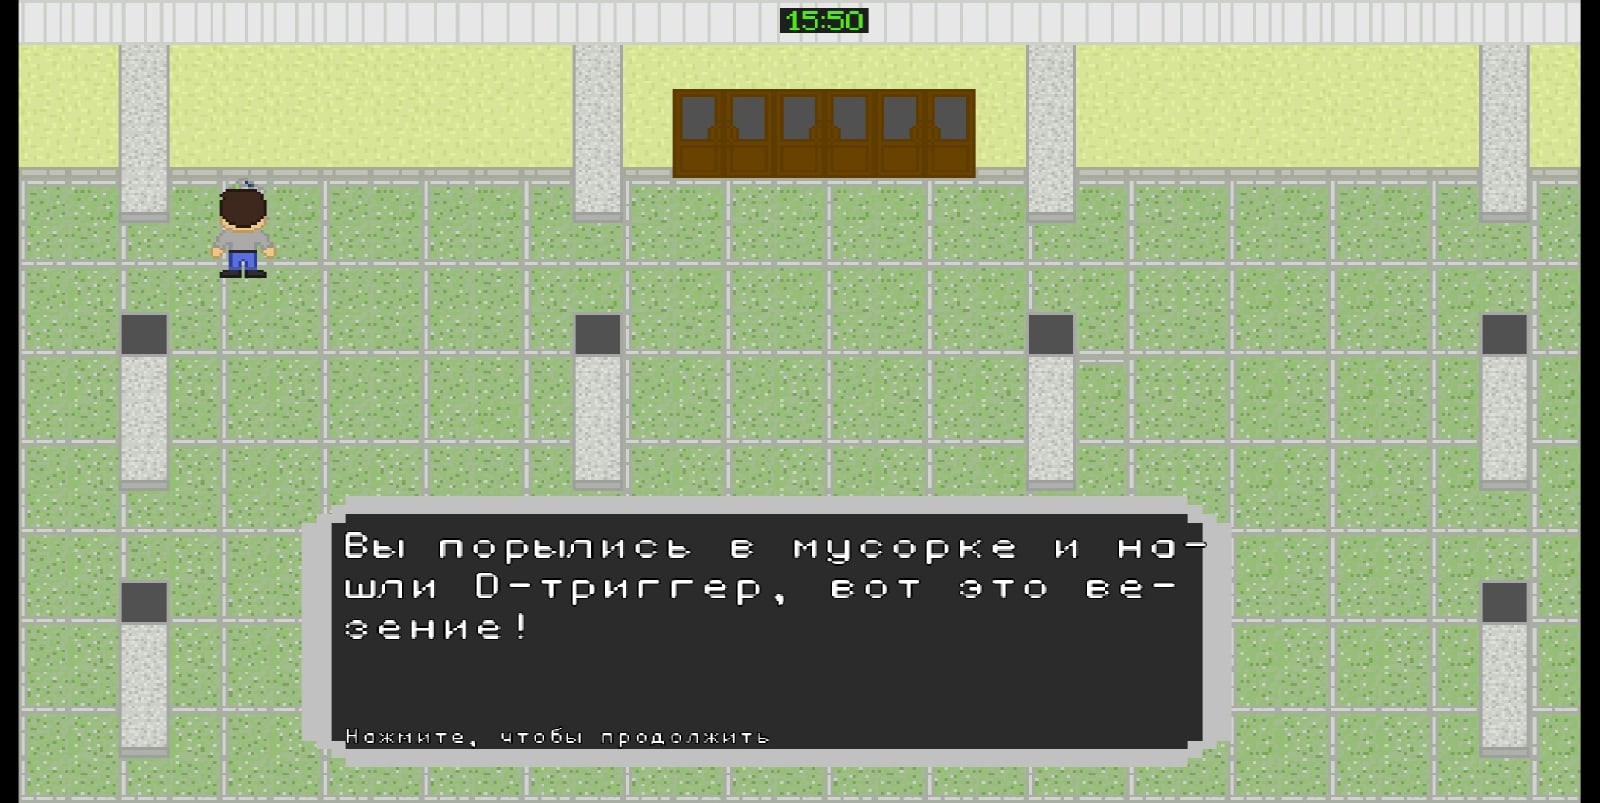 15:50
Вы порылись в мусорке и на-
шли D-триггер, вот это ве-
зение!
Нажмите, чтобы продолжить